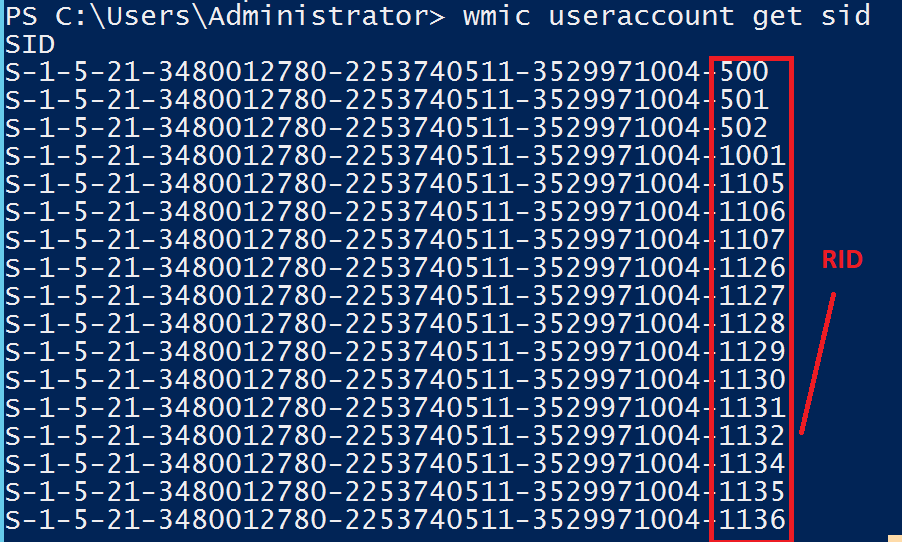 PS C:\Users\Administrator> wmic useraccount get sid
SID
S-1-5-21-3480012780-2253740511-3529971004-500
S-1-5-21-3480012780-2253740511-3529971004-501
S-1-5-21-3480012780-2253740511-3529971004-502
S-1-5-21-3480012780-2253740511-3529971004-1001
S-1-5-21-3480012780-2253740511-3529971004-1105
S-1-5-21-3480012780-2253740511-3529971004-1106
S-1-5-21-3480012780-2253740511-3529971004-1107
S-1-5-21-3480012780-2253740511-3529971004-1126
RID
S-1-5-21-3480012780-2253740511-3529971004-1127
S-1-5-21-3480012780-2253740511-3529971004-1128
S-1-5-21-3480012780-2253740511-3529971004-1129
S-1-5-21-3480012780-2253740511-3529971004-1130
S-1-5-21-3480012780-2253740511-3529971004-1131
S-1-5-21-3480012780-2253740511-3529971004-1132
S-1-5-21-3480012780-2253740511-3529971004-1134
S-1-5-21-3480012780-2253740511-3529971004-1135
S-1-5-21-3480012780-2253740511-3529971004-1136